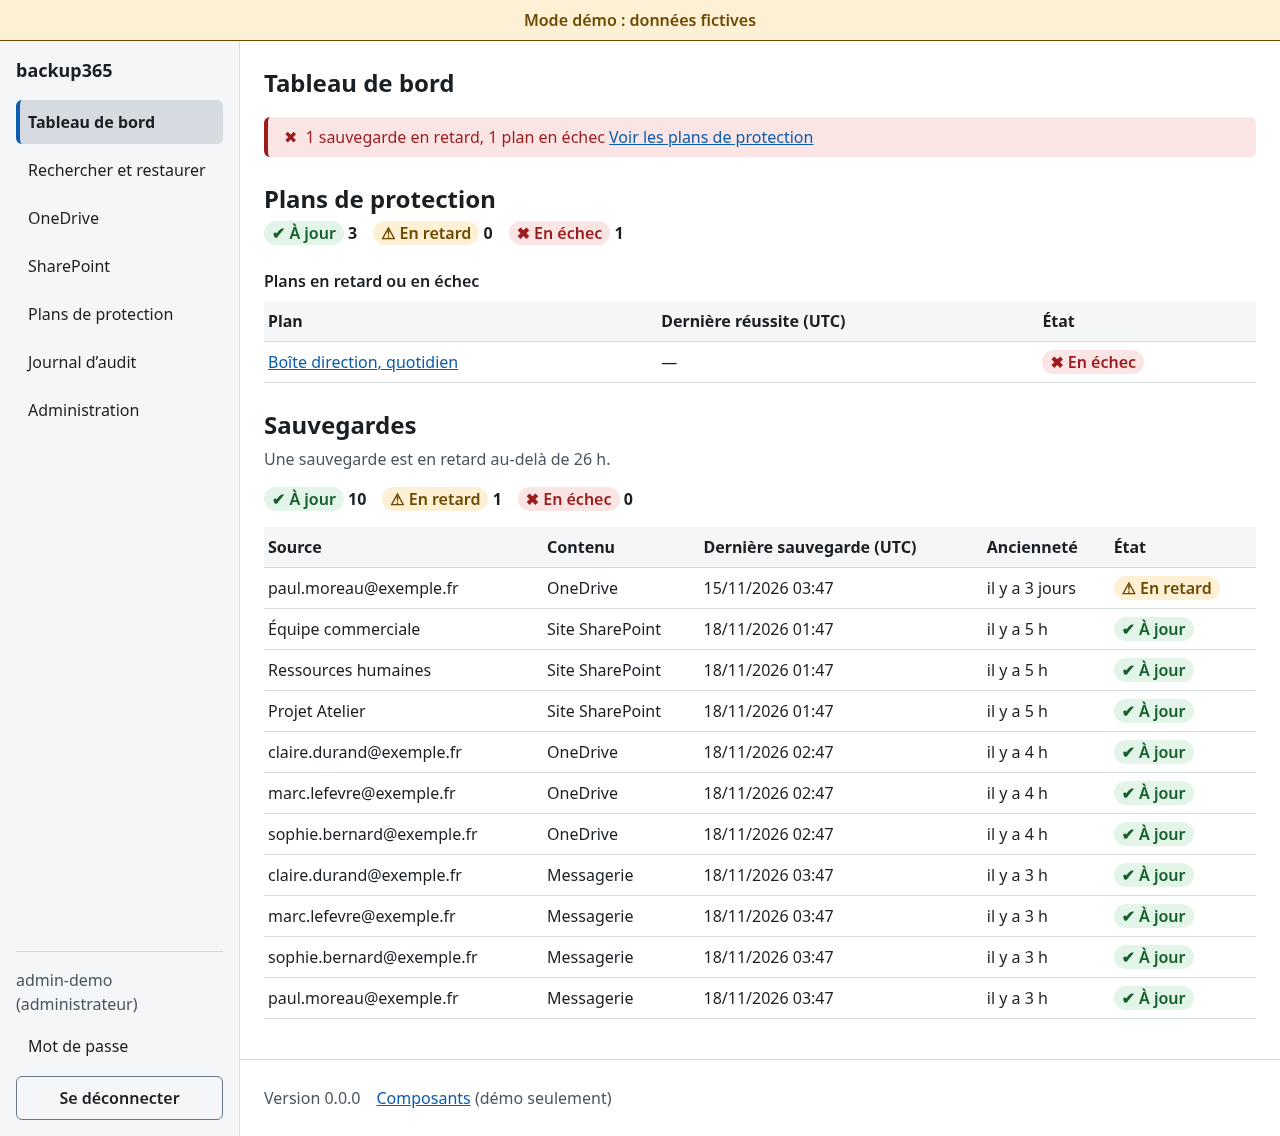 Mode démo : données fictives
backup365
Tableau de bord
Rechercher et restaurer
OneDrive
SharePoint
Plans de protection
Journal d’audit
Administration
admin-demo
(administrateur)
Mot de passe
Se déconnecter
Tableau de bord
✖ 1 sauvegarde en retard, 1 plan en échec Voir les plans de protection
Plans de protection
✔ À jour 3 ⚠ En retard 0 ✖ En échec 1
Plans en retard ou en échec
Plan Dernière réussite (UTC) État
Boîte direction, quotidien — ✖ En échec
Sauvegardes
Une sauvegarde est en retard au-delà de 26 h.
✔ À jour 10 ⚠ En retard 1 ✖ En échec 0
Source Contenu Dernière sauvegarde (UTC) Ancienneté État
paul.moreau@exemple.fr OneDrive 15/11/2026 03:47 il y a 3 jours ⚠ En retard
Équipe commerciale Site SharePoint 18/11/2026 01:47 il y a 5 h ✔ À jour
Ressources humaines Site SharePoint 18/11/2026 01:47 il y a 5 h ✔ À jour
Projet Atelier Site SharePoint 18/11/2026 01:47 il y a 5 h ✔ À jour
claire.durand@exemple.fr OneDrive 18/11/2026 02:47 il y a 4 h ✔ À jour
marc.lefevre@exemple.fr OneDrive 18/11/2026 02:47 il y a 4 h ✔ À jour
sophie.bernard@exemple.fr OneDrive 18/11/2026 02:47 il y a 4 h ✔ À jour
claire.durand@exemple.fr Messagerie 18/11/2026 03:47 il y a 3 h ✔ À jour
marc.lefevre@exemple.fr Messagerie 18/11/2026 03:47 il y a 3 h ✔ À jour
sophie.bernard@exemple.fr Messagerie 18/11/2026 03:47 il y a 3 h ✔ À jour
paul.moreau@exemple.fr Messagerie 18/11/2026 03:47 il y a 3 h ✔ À jour
Version 0.0.0 Composants (démo seulement)